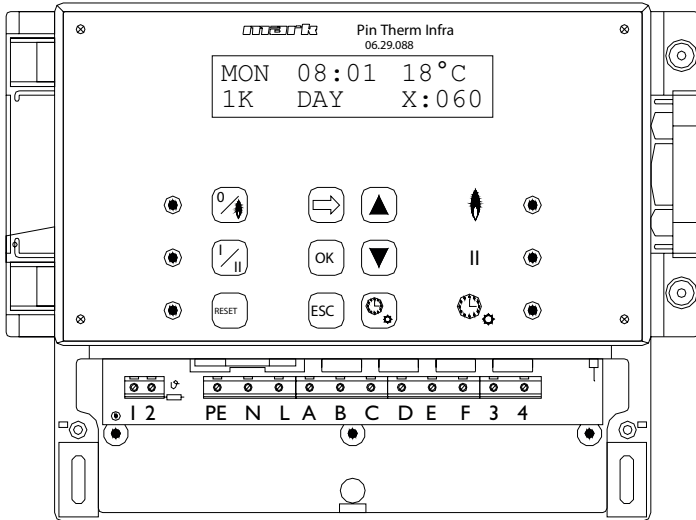 mark Pin Therm Infra
06.29.088
MON 08:01 18°C
1K DAY X:060
0
I II OK II
RESET ESC
1 2 PE N L A B C D E F 3 4